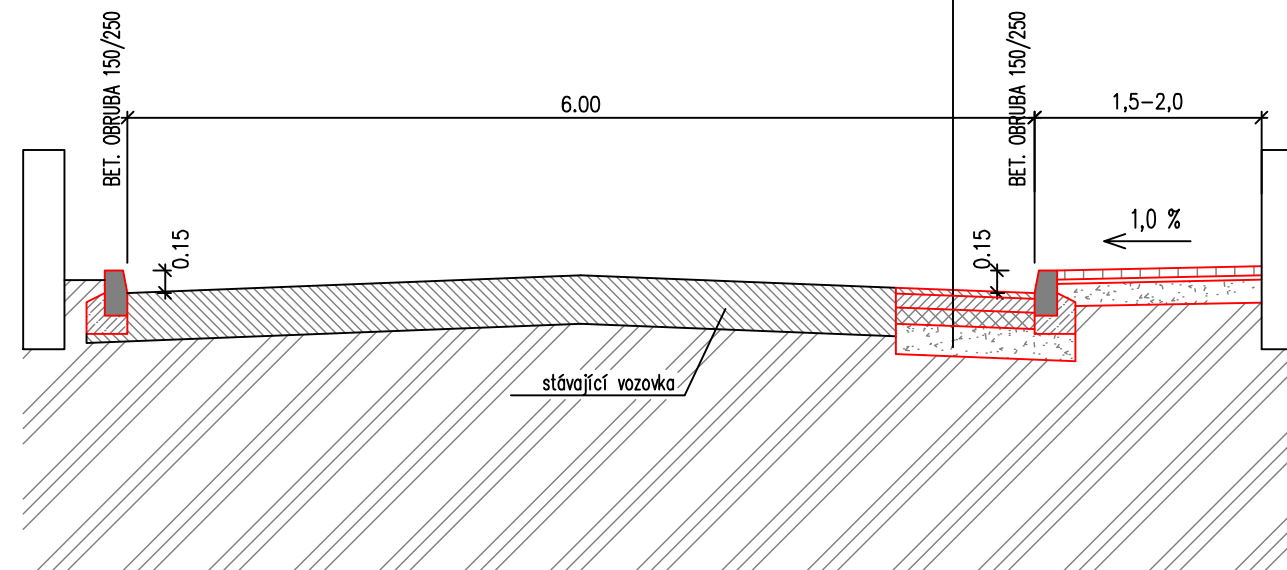 BET. OBRUBA 150/250
6.00
BET. OBRUBA 150/250
1,5-2,0
1,0 %
0.15
0.15
stávající vozovka